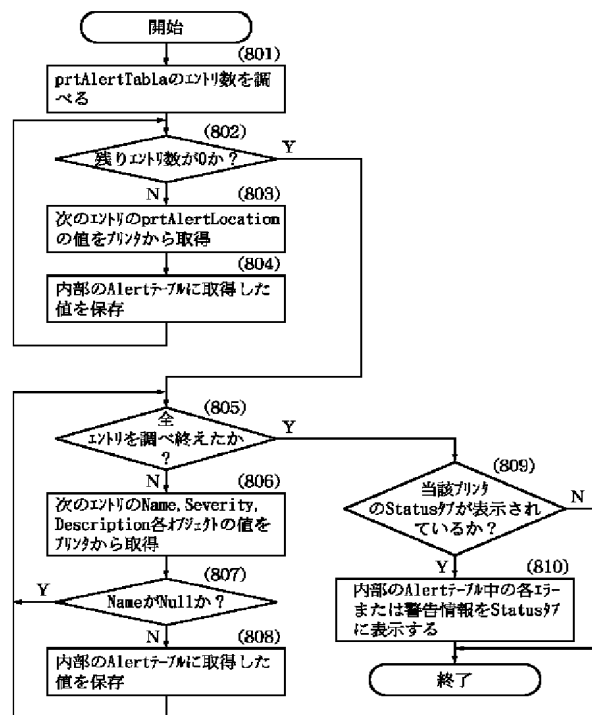 開始
(801)
prtAlertTablaのエントリ数を調
べる
(802)
残りエントリ数が0か？
Y
N
(803)
次のエントリのprtAlertLocation
の値をプリンタから取得
(804)
内部のAlertテーブルに取得した
値を保存
(805)
全
エントリを調べ終えたか
？
Y
N
(806)
次のエントリのName,Severity,
Description各オブジェクトの値を
プリンタから取得
(807)
NameがNullか？
Y
N
(808)
内部のAlertテーブルに取得した
値を保存
(809)
当該プリンタ
のStatusタブが表示され
ているか？
N
Y
(810)
内部のAlertテーブル中の各エラー
または警告情報をStatusタブ
に表示する
終了